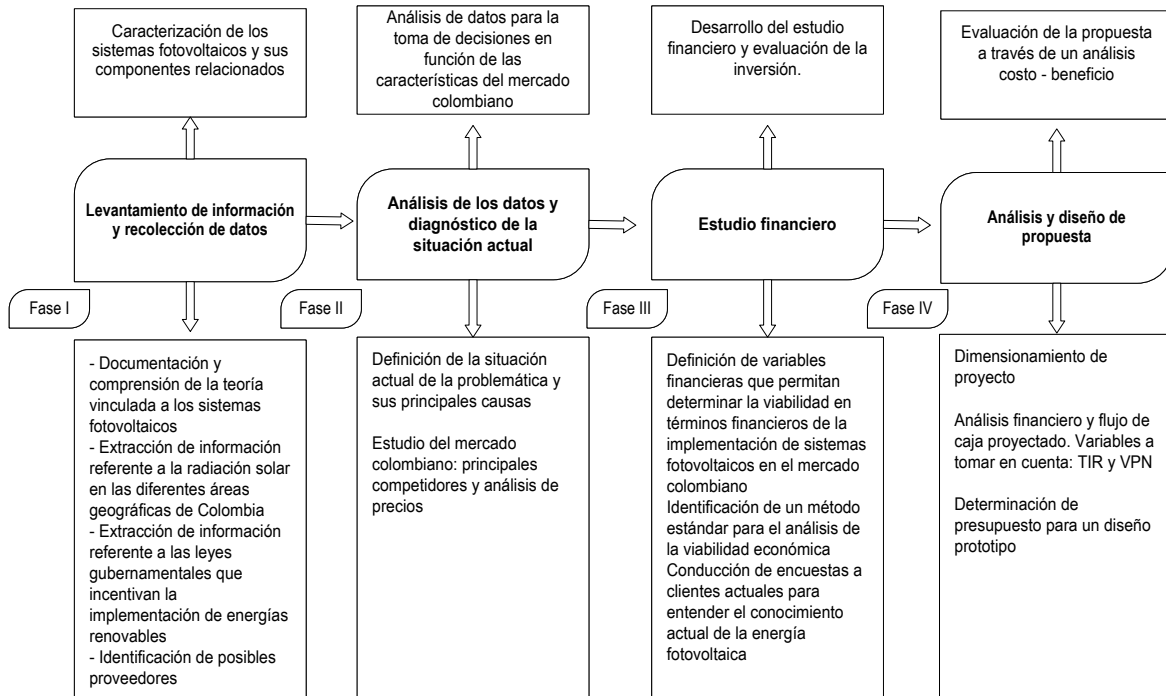 Caracterización de los
sistemas fotovoltaicos y sus
componentes relacionados
Análisis de datos para la
toma de decisiones en
función de las
características del mercado
colombiano
Desarrollo del estudio
financiero y evaluación de la
inversión.
Evaluación de la propuesta
a través de un análisis
costo - beneficio
Levantamiento de información
y recolección de datos
Análisis de los datos y
diagnóstico de la
situación actual
Estudio financiero
Análisis y diseño de
propuesta
Fase I
Fase II
Fase III
Fase IV
- Documentación y
comprensión de la teoría
vinculada a los sistemas
fotovoltaicos
- Extracción de información
referente a la radiación solar
en las diferentes áreas
geográficas de Colombia
- Extracción de información
referente a las leyes
gubernamentales que
incentivan la
implementación de energías
renovables
- Identificación de posibles
proveedores
Definición de la situación
actual de la problemática y
sus principales causas
Estudio del mercado
colombiano: principales
competidores y análisis de
precios
Definición de variables
financieras que permitan
determinar la viabilidad en
términos financieros de la
implementación de sistemas
fotovoltaicos en el mercado
colombiano
Identificación de un método
estándar para el análisis de
la viabilidad económica
Conducción de encuestas a
clientes actuales para
entender el conocimiento
actual de la energía
fotovoltaica
Dimensionamiento de
proyecto
Análisis financiero y flujo de
caja proyectado. Variables a
tomar en cuenta: TIR y VPN
Determinación de
presupuesto para un diseño
prototipo